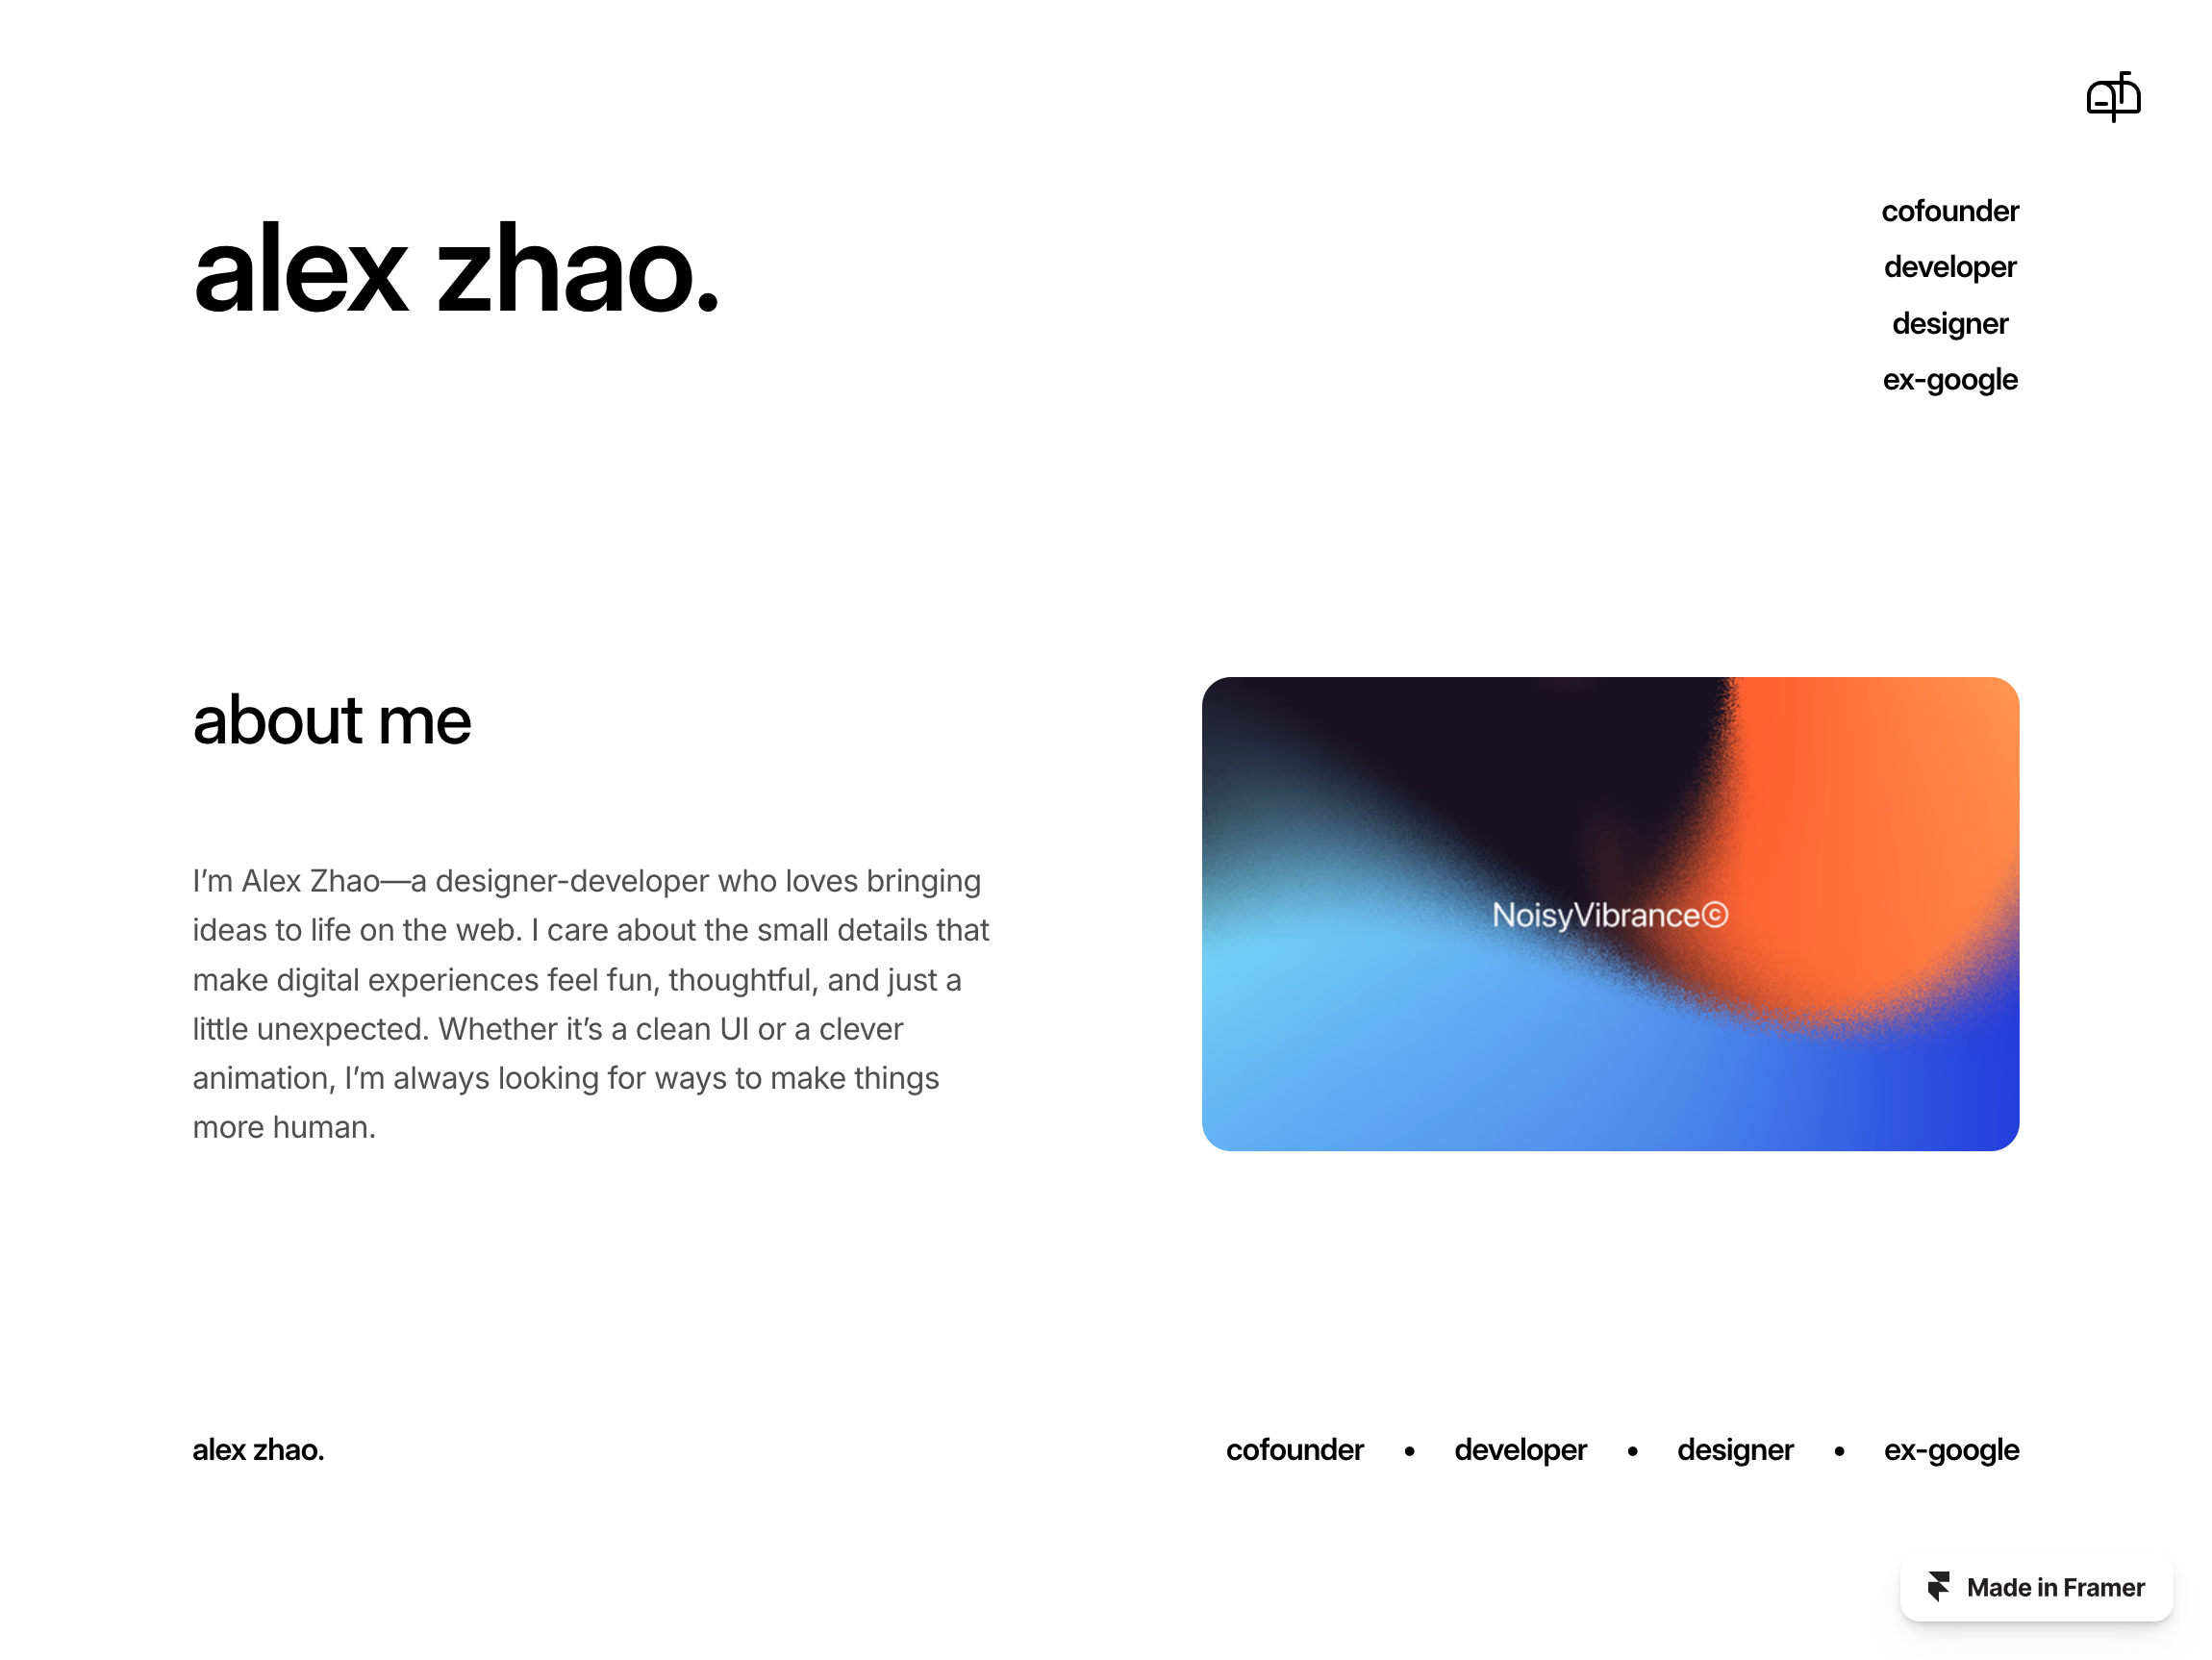 alex zhao.
cofounder
developer
designer
ex-google
about me
I’m Alex Zhao—a designer-developer who loves bringing
ideas to life on the web. I care about the small details that
make digital experiences feel fun, thoughtful, and just a
little unexpected. Whether it’s a clean UI or a clever
animation, I’m always looking for ways to make things
more human.
NoisyVibrance©
alex zhao.
cofounder • developer • designer • ex-google
Made in Framer